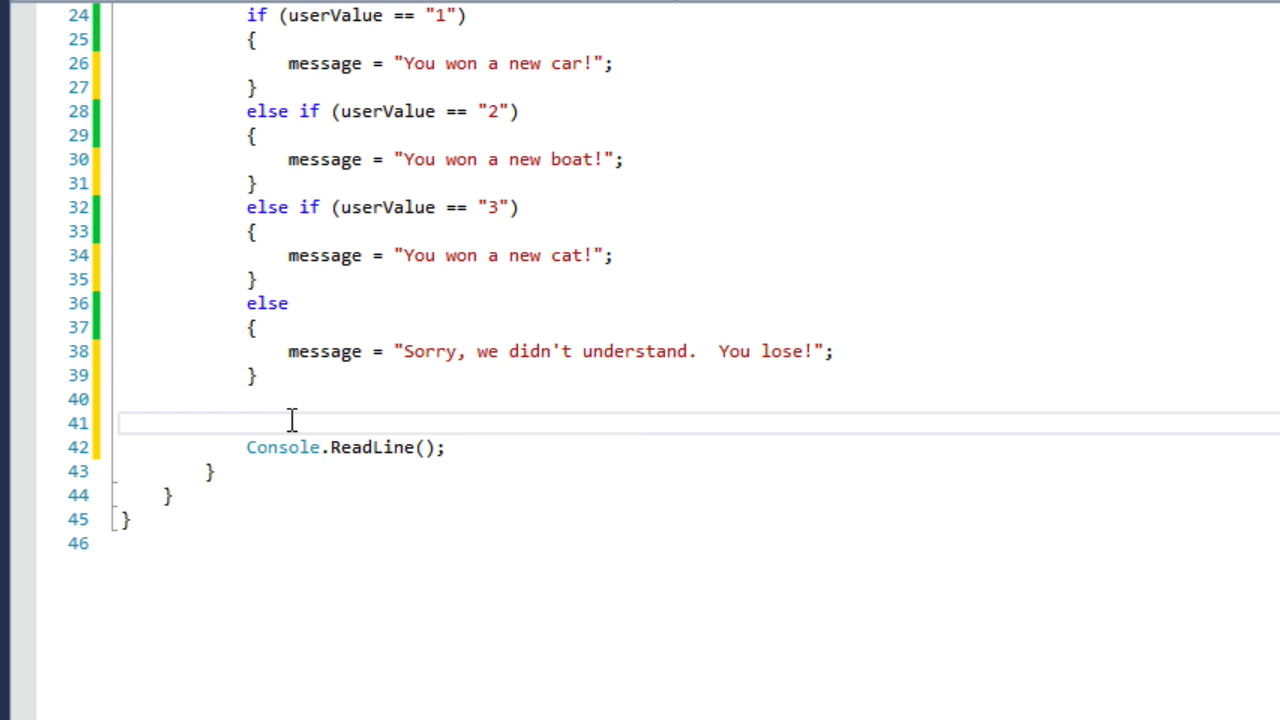 24 if (userValue == "1")
25 {
26 message = "You won a new car!";
27 }
28 else if (userValue == "2")
29 {
30 message = "You won a new boat!";
31 }
32 else if (userValue == "3")
33 {
34 message = "You won a new cat!";
35 }
36 else
37 {
38 message = "Sorry, we didn't understand.  You lose!";
39 }
40
41
42 Console.ReadLine();
43 }
44 }
45 }
46